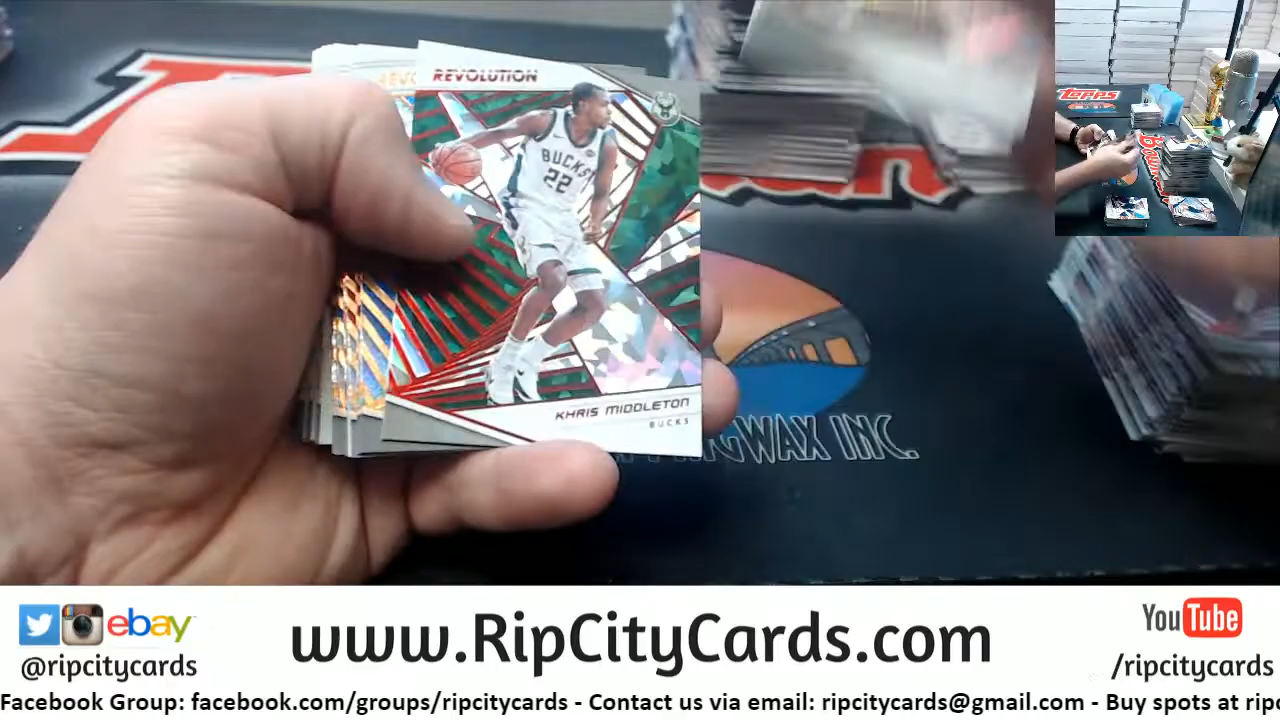 REVOLUTION
BUCKS
22
KHRIS MIDDLETON
BUCKS
WAX INC.
TOPPS
ebay
@ripcitycards
www.RipCityCards.com
YouTube
/ripcitycards
Facebook Group: facebook.com/groups/ripcitycards - Contact us via email: ripcitycards@gmail.com - Buy spots at